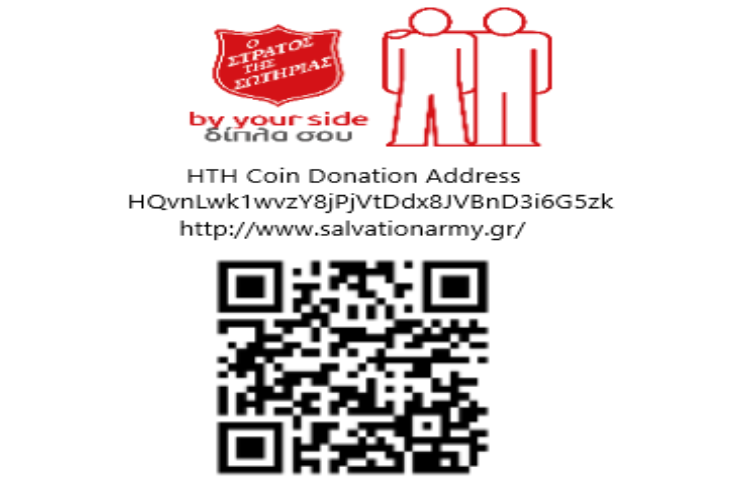 Ο
ΣΤΡΑΤΟΣ
ΤΗΣ
ΣΩΤΗΡΙΑΣ
by your side
δίπλα σου
HTH Coin Donation Address
HQvnLwk1wvzY8jPjVtDdx8JVBnD3i6G5zk
http://www.salvationarmy.gr/